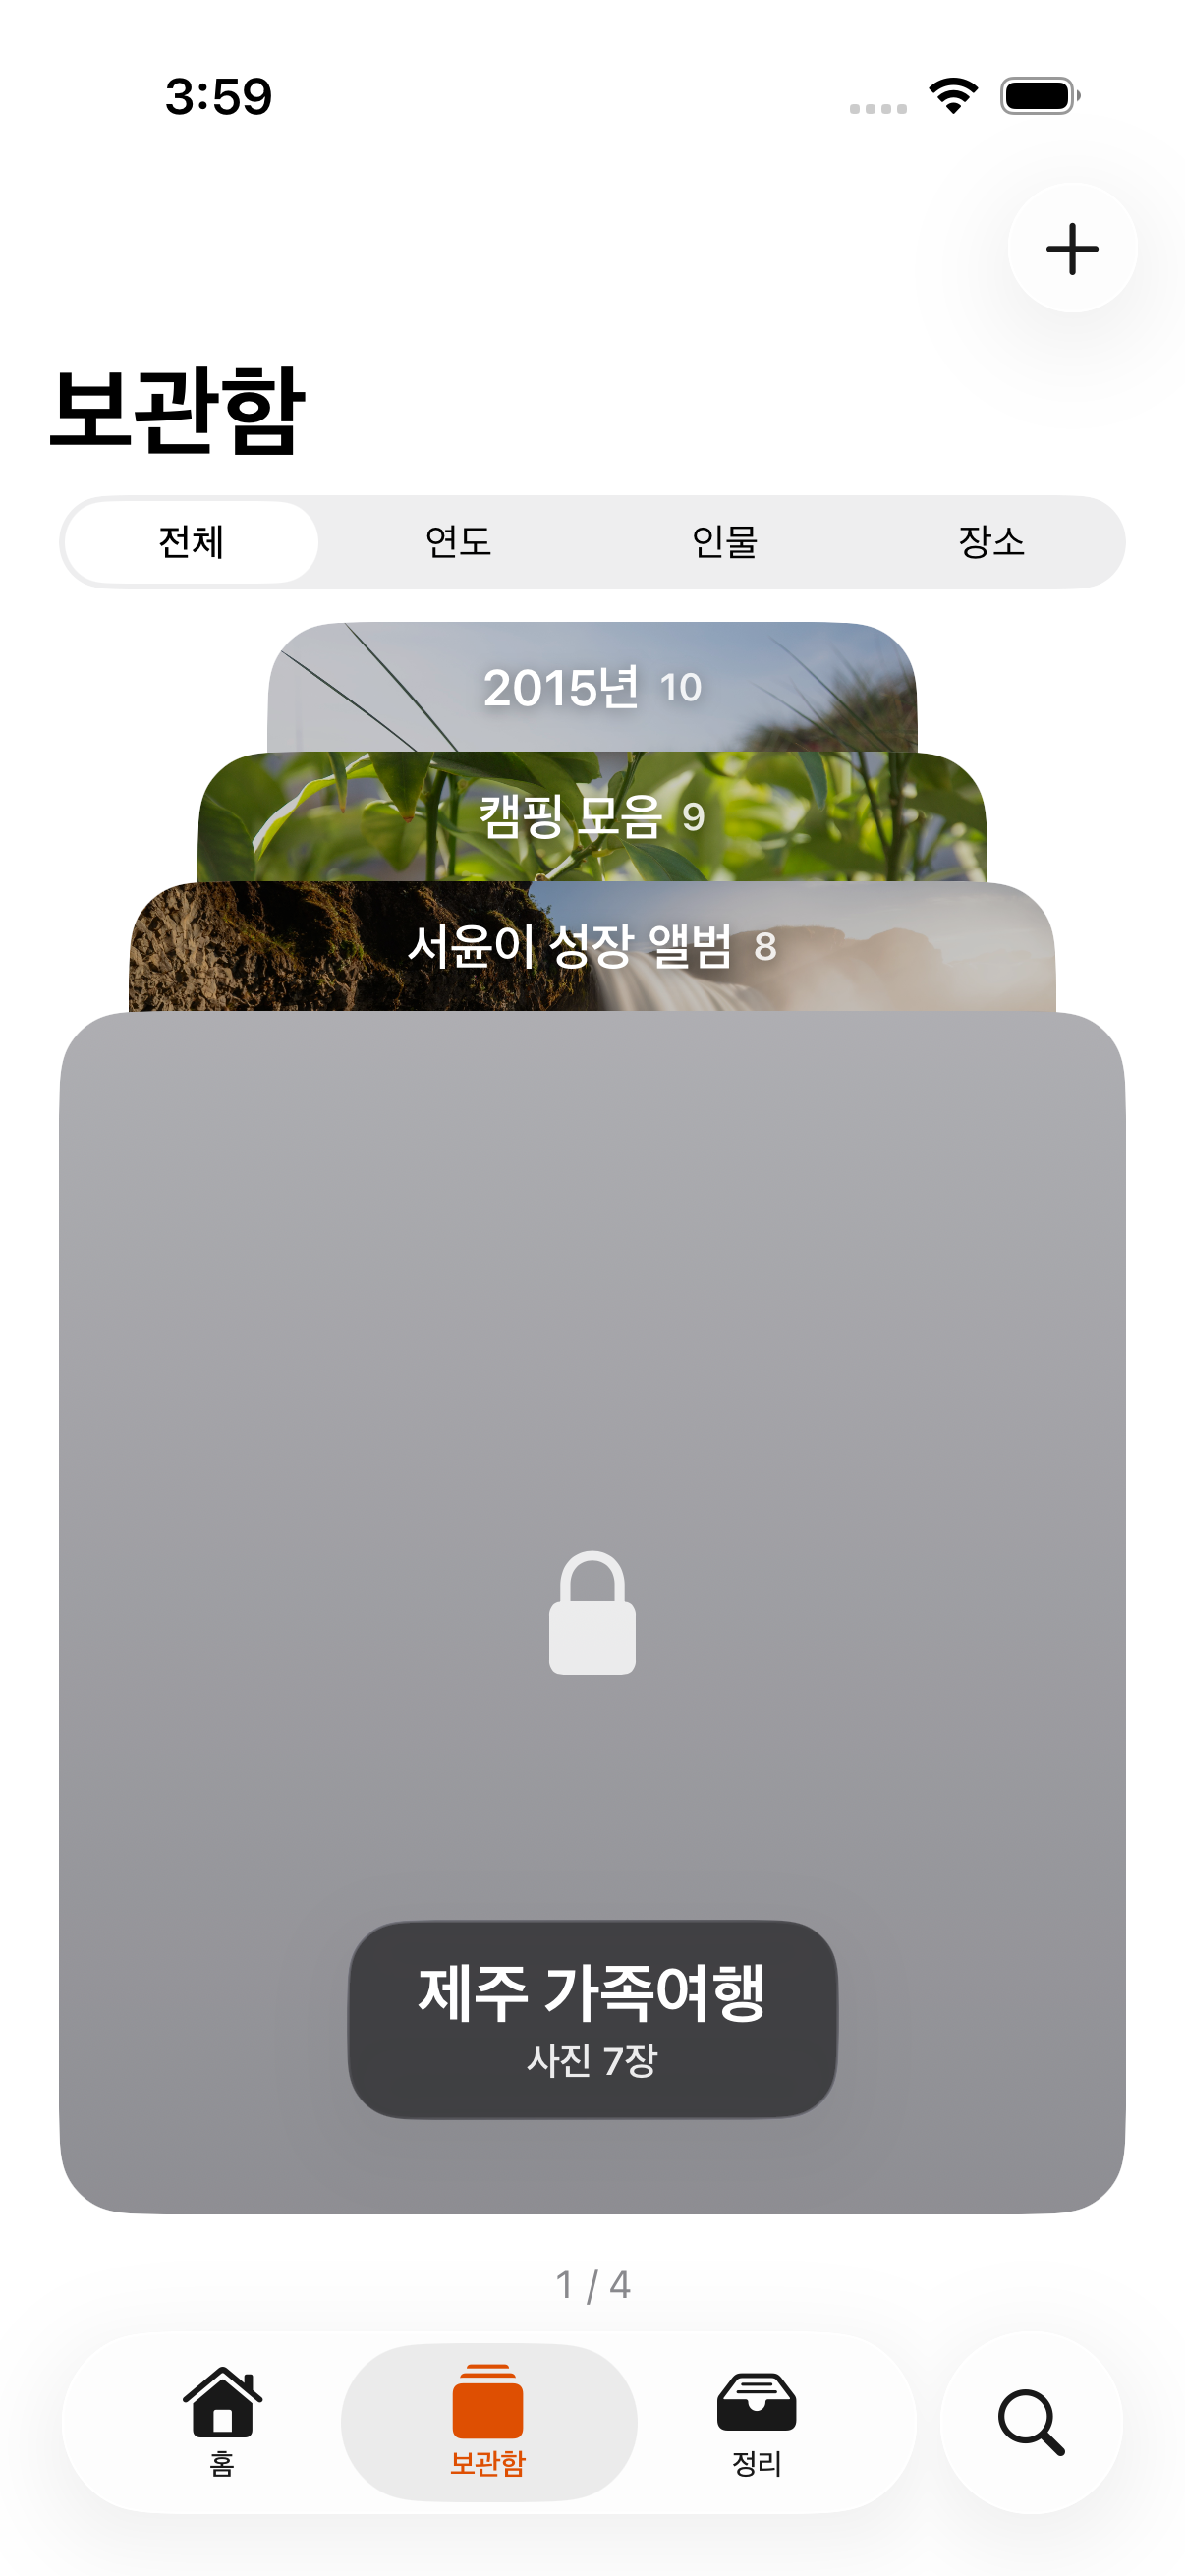 3:59
보관함
전체 연도 인물 장소
2015년 10
캠핑 모음 9
서윤이 성장 앨범 8
제주 가족여행
사진 7장
1 / 4
홈 보관함 정리